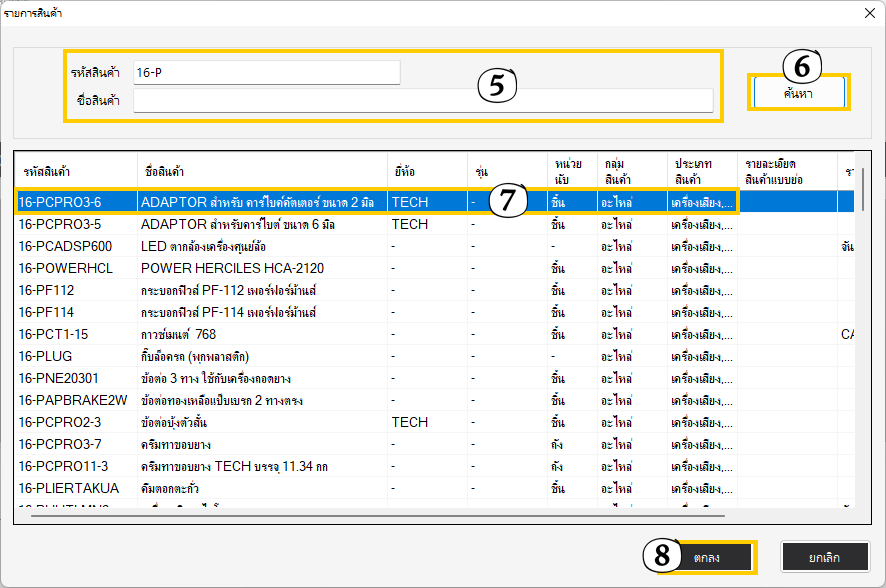 รายการสินค้า
รหัสสินค้า 16-P
5
6
ชื่อสินค้า
ค้นหา
รหัสสินค้า ชื่อสินค้า ยี่ห้อ รุ่น หน่วยนับ กลุ่มสินค้า ประเภทสินค้า รายละเอียดสินค้าแบบย่อ รา
7
16-PCPRO3-6 ADAPTOR สำหรับ คาร์ไบค์คัตเตอร์ ขนาด 2 มิล TECH - ชิ้น อะไหล่ เครื่องเสียง,...
16-PCPRO3-5 ADAPTOR สำหรับคาร์ไบต์ ขนาด 6 มิล TECH - ชิ้น อะไหล่ เครื่องเสียง,...
16-PCADSP600 LED ตากล้องเครื่องศูนย์ล้อ - - - อะไหล่ เครื่องเสียง,... จัน
16-POWERHCL POWER HERCILES HCA-2120 - - ชิ้น อะไหล่ เครื่องเสียง,...
16-PF112 กระบอกฟิวส์ PF-112 เพอร์ฟอร์ม้านส์ - - ชิ้น อะไหล่ เครื่องเสียง,...
16-PF114 กระบอกฟิวส์ PF-114 เพอร์ฟอร์ม้านส์ - - ชิ้น อะไหล่ เครื่องเสียง,...
16-PCT1-15 กาวซ์เมนต์ 768 - - ชิ้น อะไหล่ เครื่องเสียง,... CA
16-PLUG กิ๊บล็อครถ (พุกพลาสติก) - - - อะไหล่ เครื่องเสียง,...
16-PNE20301 ข้อต่อ 3 ทาง ใช้กับเครื่องถอดยาง - - ชิ้น อะไหล่ เครื่องเสียง,...
16-PAPBRAKE2W ข้อต่อทองเหลือแป๊บเบรก 2 ทางตรง - - ชิ้น อะไหล่ เครื่องเสียง,...
16-PCPRO2-3 ข้อต่อบุ้งตัวสั้น TECH - ชิ้น อะไหล่ เครื่องเสียง,...
16-PCPRO3-7 ครีมทาขอบยาง - - ถัง อะไหล่ เครื่องเสียง,...
16-PCPRO11-3 ครีมทาขอบยาง TECH บรรจุ 11.34 กก - - ถัง อะไหล่ เครื่องเสียง,...
16-PLIERTAKUA คีมตอกตะกั่ว - - ชิ้น อะไหล่ เครื่องเสียง,...
8
ตกลง ยกเลิก